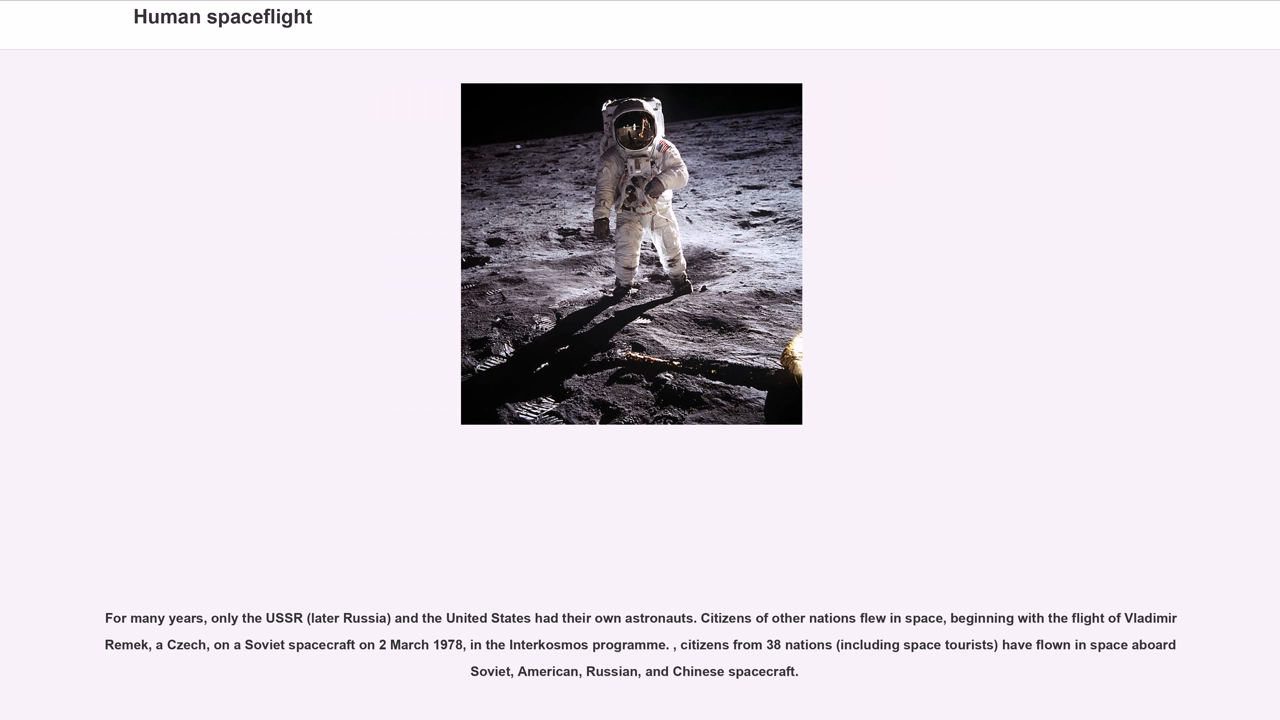 Human spaceflight
For many years, only the USSR (later Russia) and the United States had their own astronauts. Citizens of other nations flew in space, beginning with the flight of Vladimir
Remek, a Czech, on a Soviet spacecraft on 2 March 1978, in the Interkosmos programme. , citizens from 38 nations (including space tourists) have flown in space aboard
Soviet, American, Russian, and Chinese spacecraft.